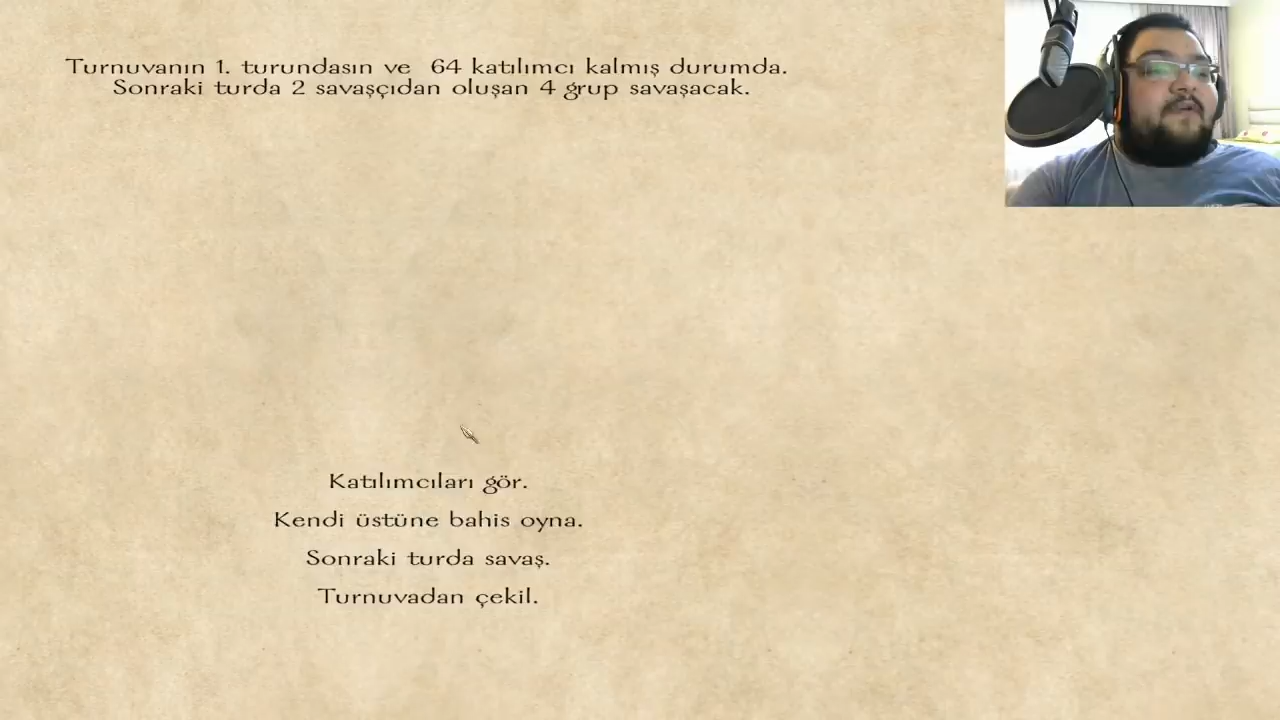 Turnuvanın 1. turundasın ve 64 katılımcı kalmış durumda.
Sonraki turda 2 savaşçıdan oluşan 4 grup savaşacak.
Katılımcıları gör.
Kendi üstüne bahis oyna.
Sonraki turda savaş.
Turnuvadan çekil.